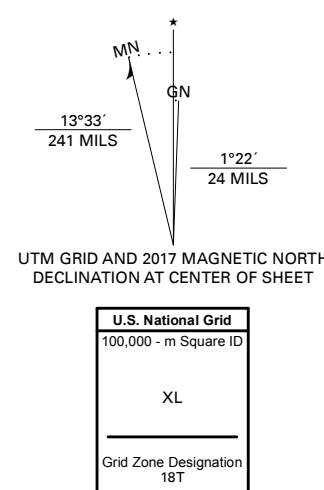 ★
MN
GN
13°33´
241 MILS
1°22´
24 MILS
UTM GRID AND 2017 MAGNETIC NORTH
DECLINATION AT CENTER OF SHEET
U.S. National Grid
100,000 - m Square ID
XL
Grid Zone Designation
18T